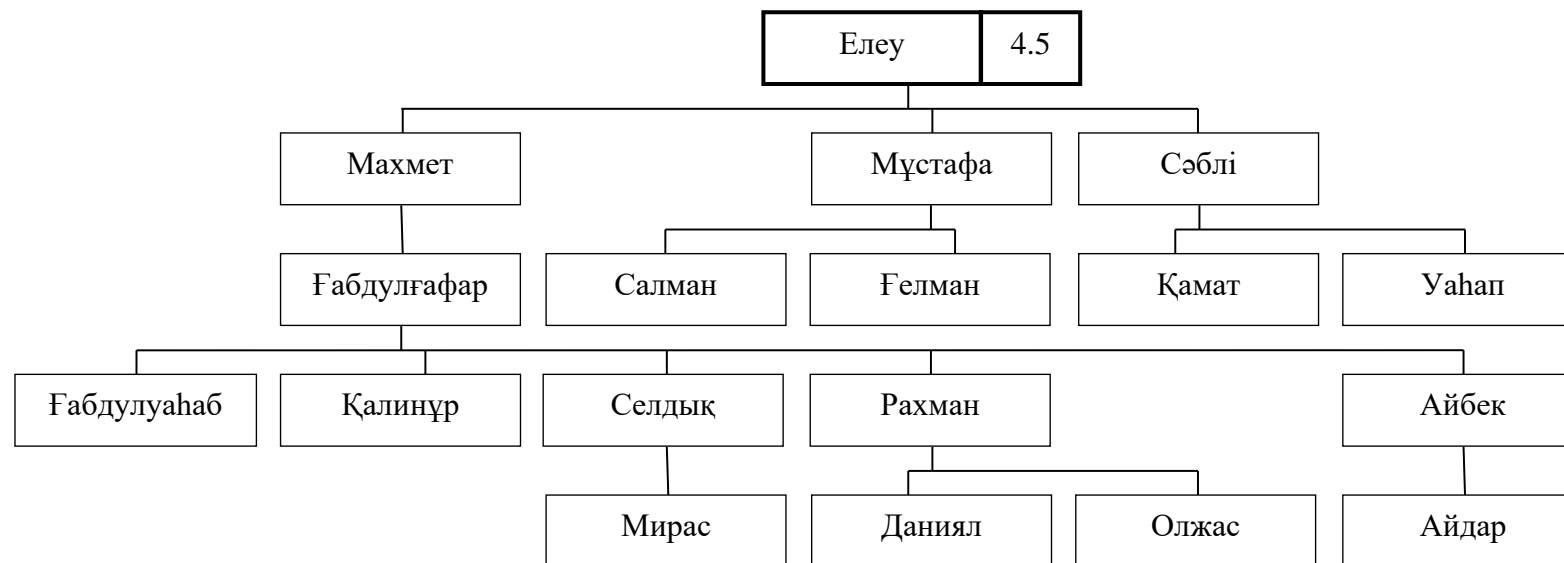 Елеу 4.5
Махмет Мұстафа Сәблі
Ғабдулғафар Салман Ғелман Қамат Уаһап
Ғабдулуаһаб Қалинұр Селдық Рахман Айбек
Мирас Даниял Олжас Айдар